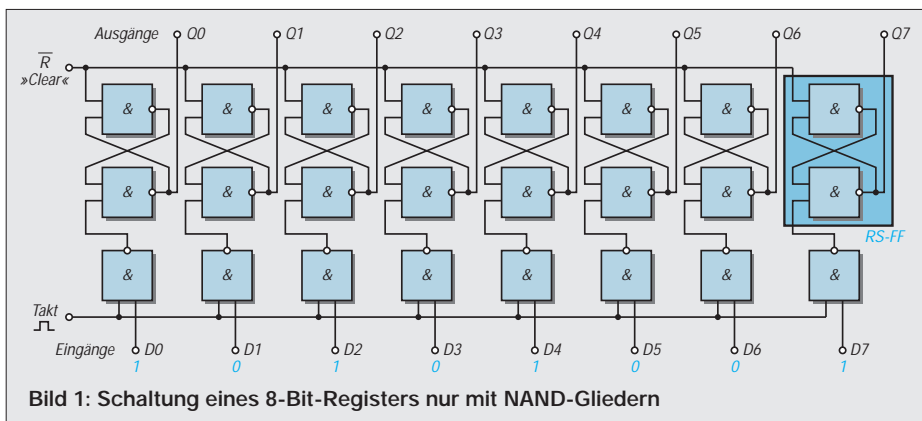 Ausgänge Q0 Q1 Q2 Q3 Q4 Q5 Q6 Q7
R
»Clear«
& & & & & & & &
& & & & & & & &
RS-FF
& & & & & & & &
Takt
Eingänge D0 D1 D2 D3 D4 D5 D6 D7
1 0 1 0 1 0 0 1
Bild 1: Schaltung eines 8-Bit-Registers nur mit NAND-Gliedern